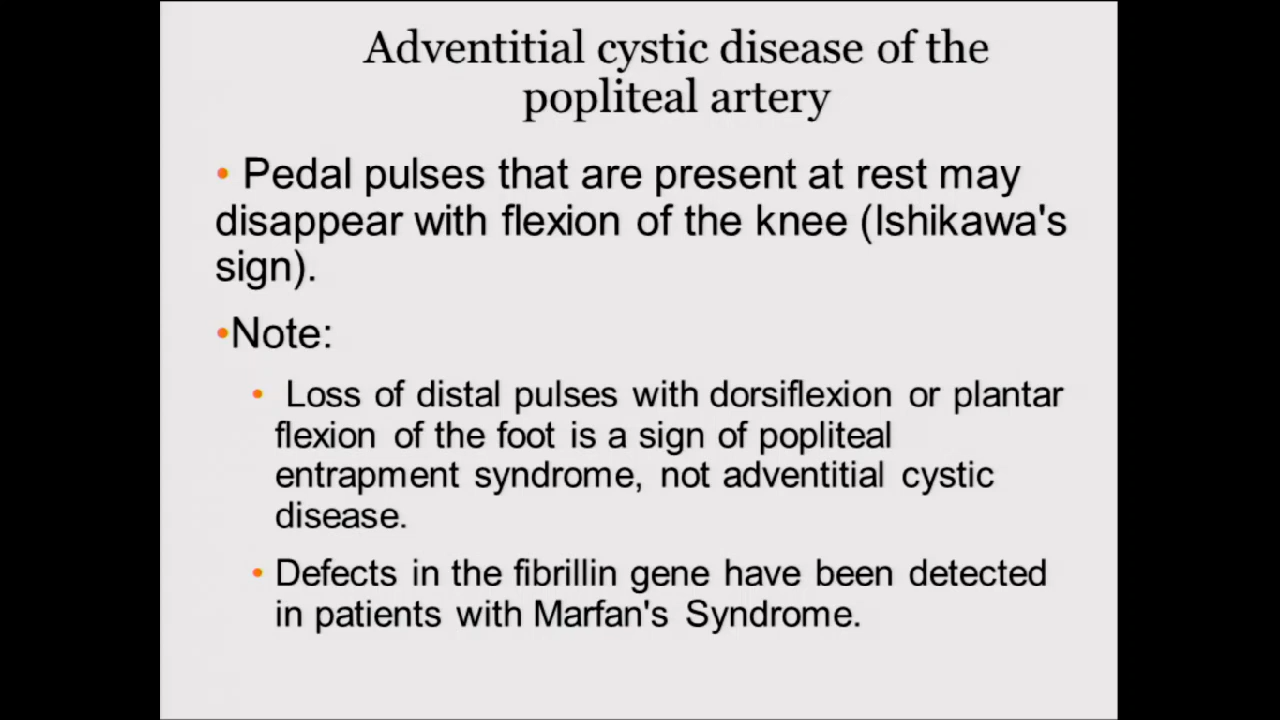 Adventitial cystic disease of the
popliteal artery
• Pedal pulses that are present at rest may
disappear with flexion of the knee (Ishikawa's
sign).
•Note:
• Loss of distal pulses with dorsiflexion or plantar
flexion of the foot is a sign of popliteal
entrapment syndrome, not adventitial cystic
disease.
• Defects in the fibrillin gene have been detected
in patients with Marfan's Syndrome.